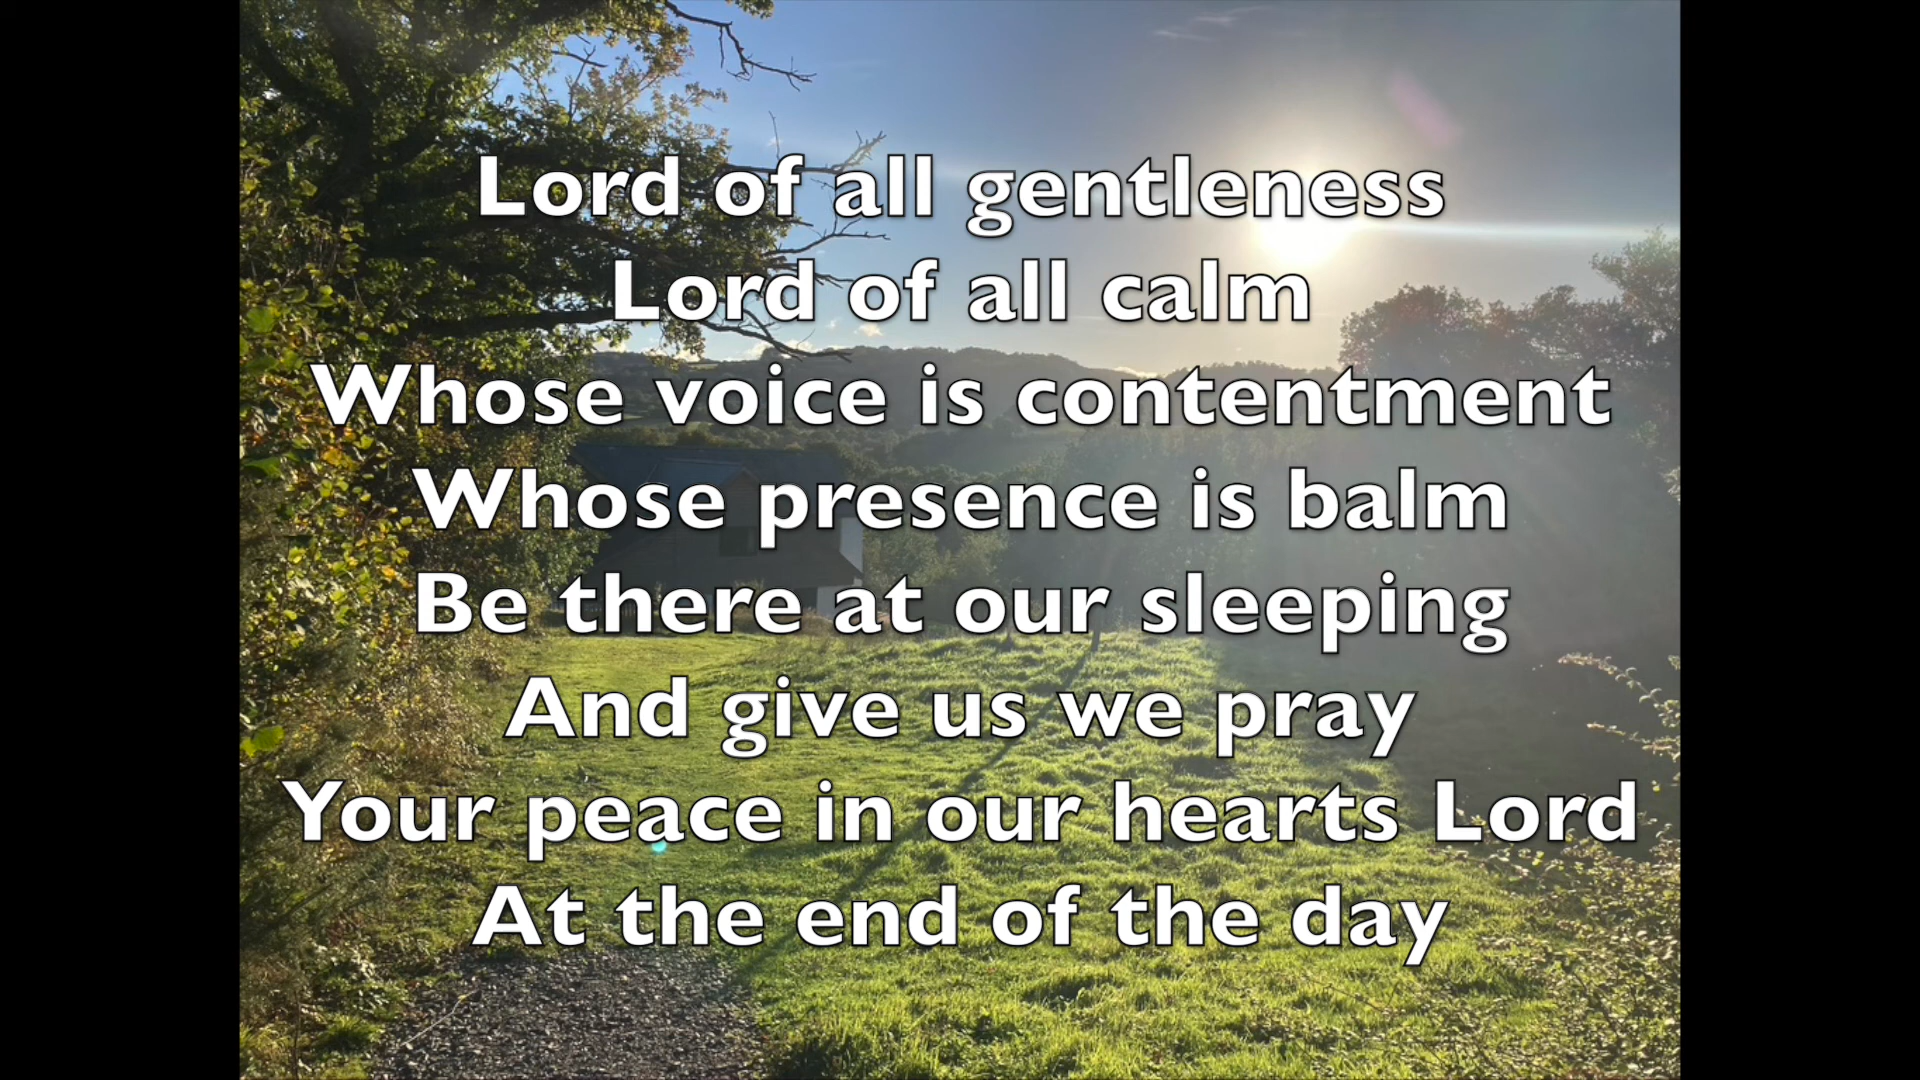 Lord of all gentleness
Lord of all calm
Whose voice is contentment
Whose presence is balm
Be there at our sleeping
And give us we pray
Your peace in our hearts Lord
At the end of the day